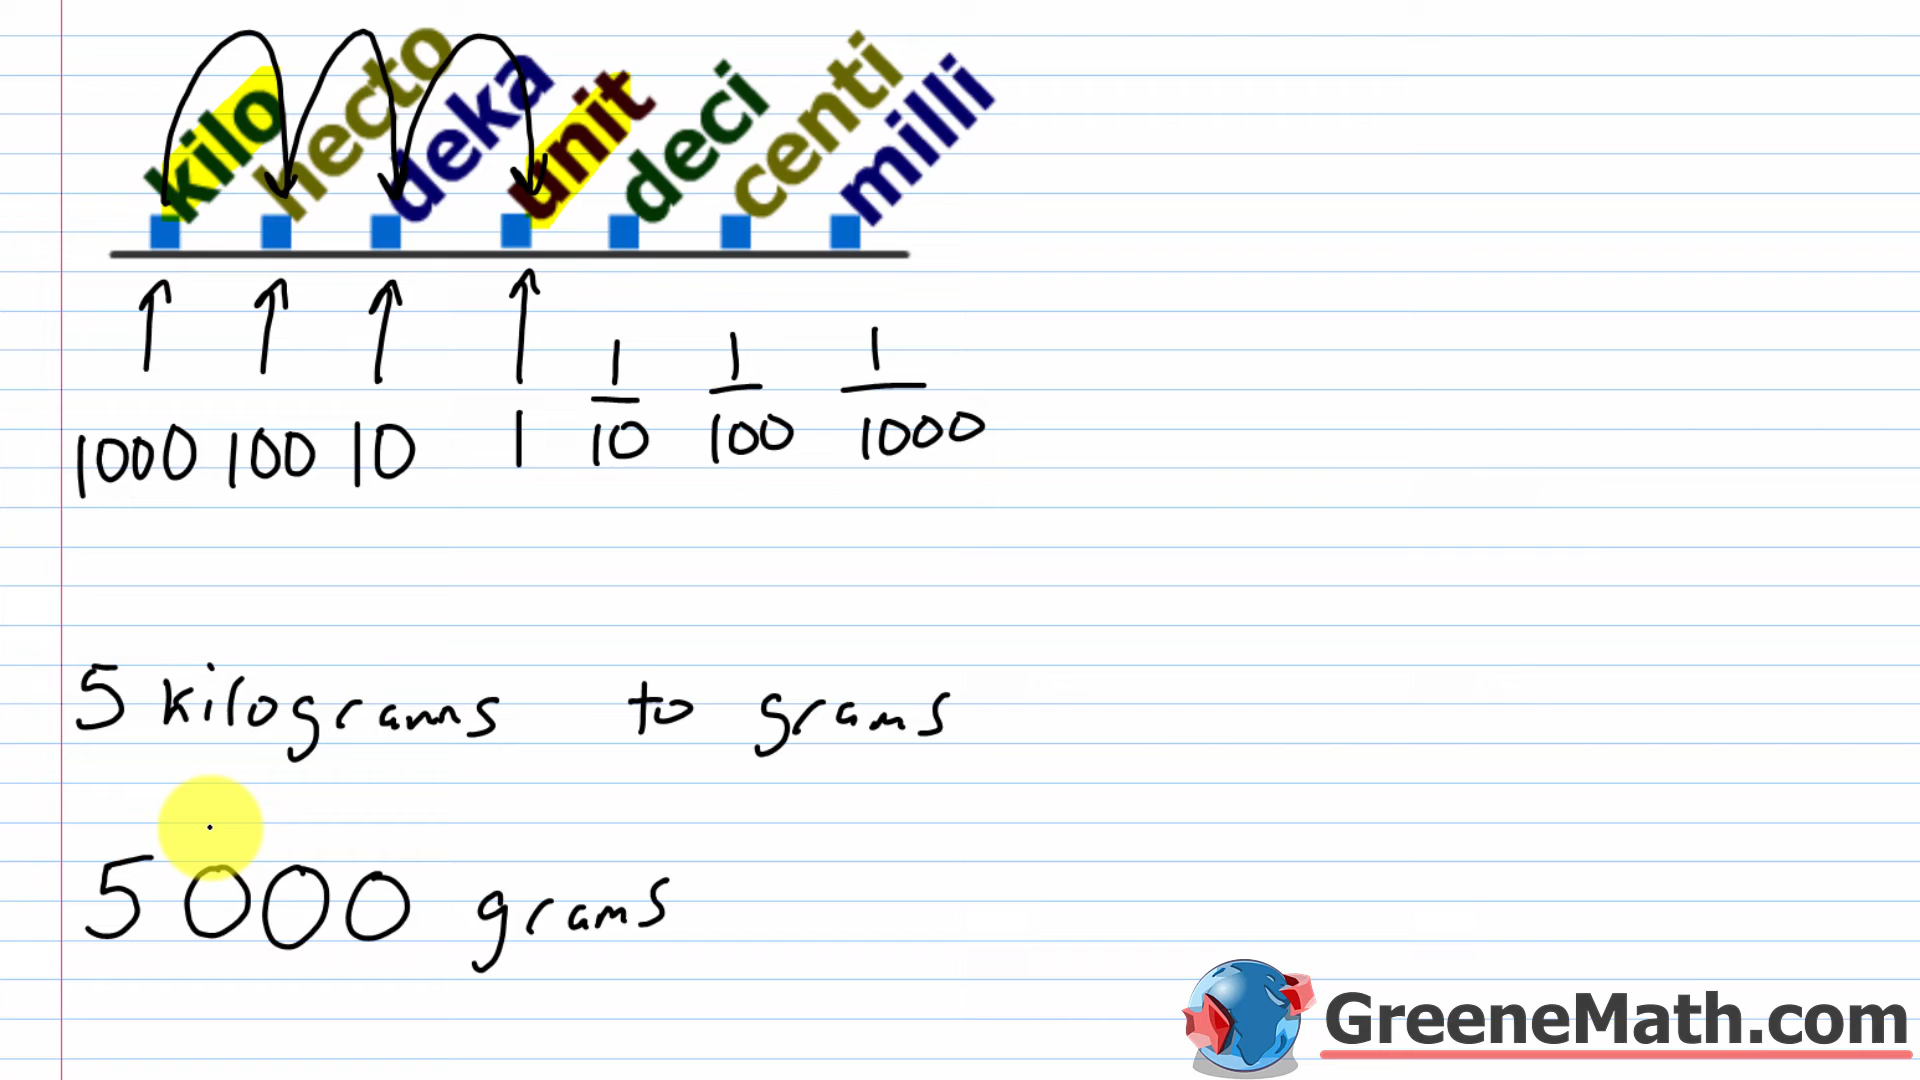 kilo hecto deka unit deci centi milli
1000 100 10 1 1/10 1/100 1/1000
5 kilograms to grams
5000 grams
GreeneMath.com